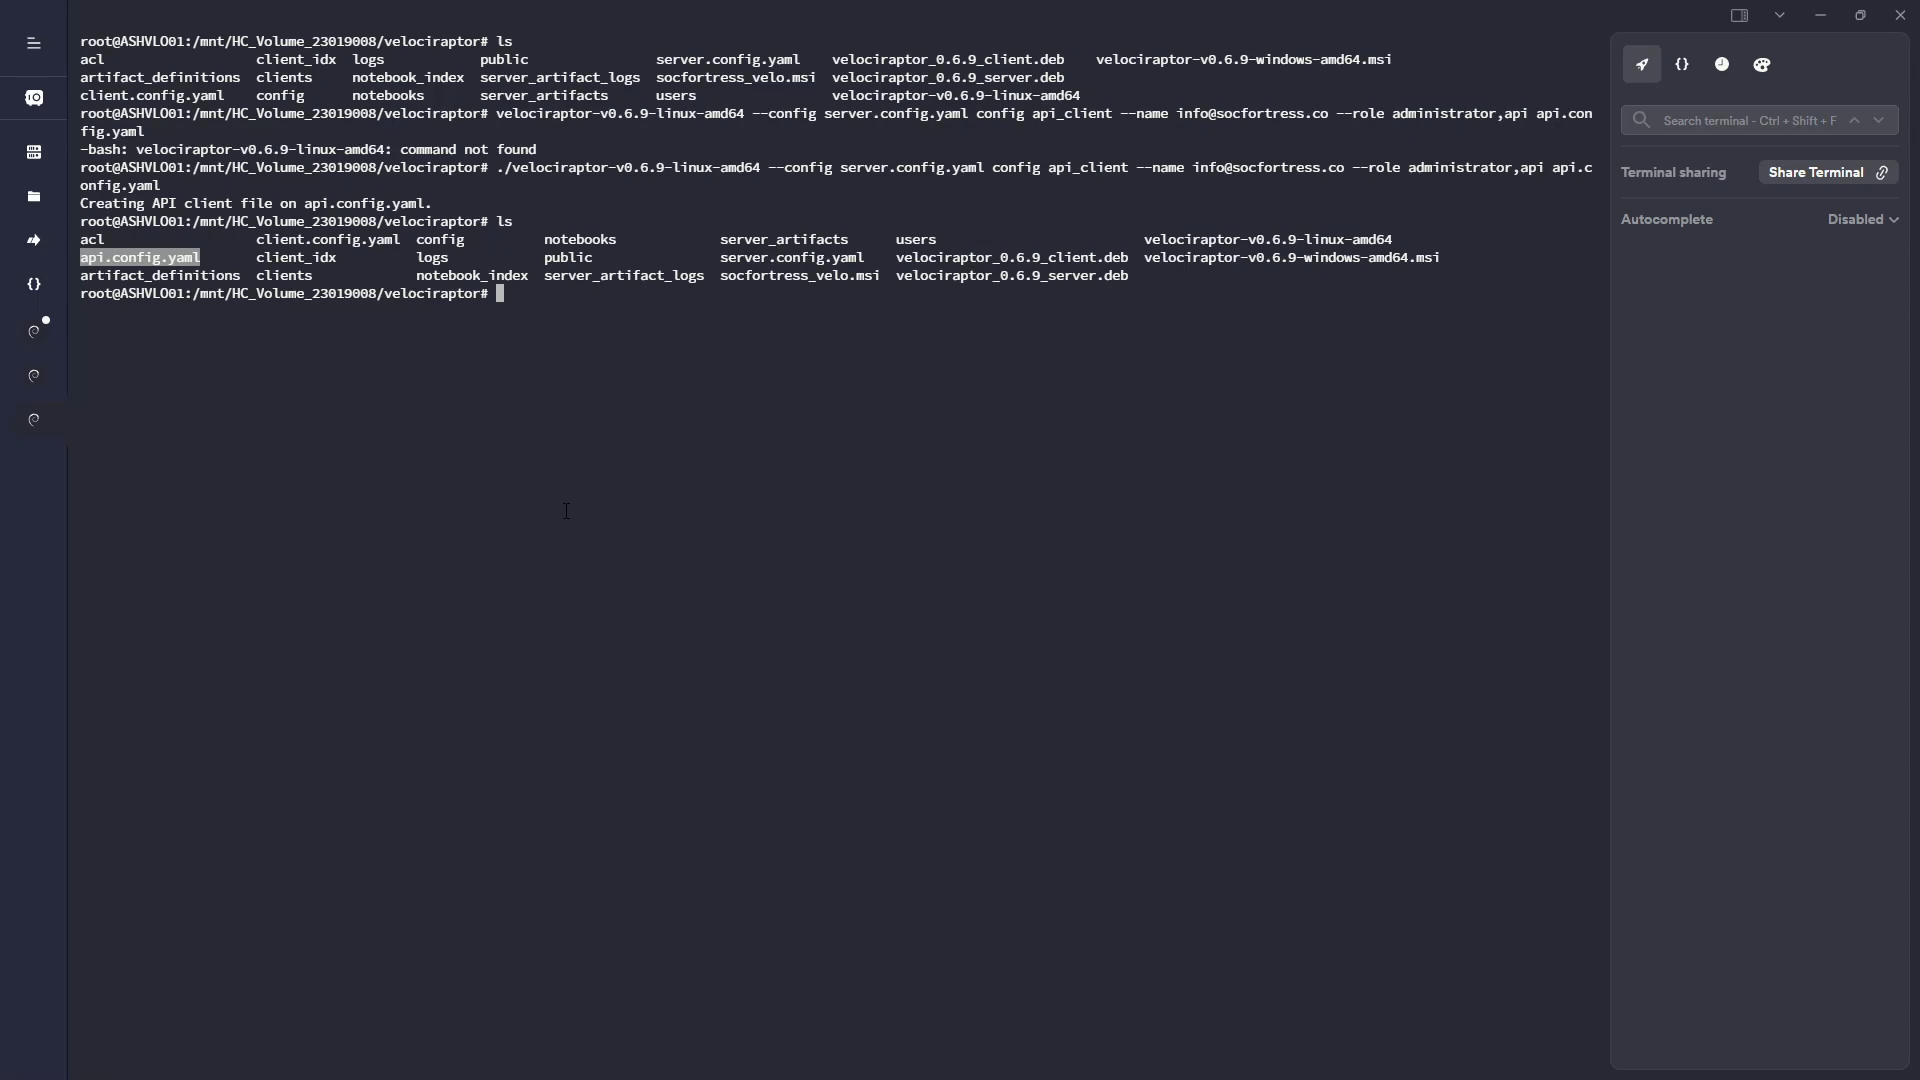 root@ASHVLO01:/mnt/HC_Volume_23019008/velociraptor# ls
acl client_idx logs public server.config.yaml velociraptor_0.6.9_client.deb velociraptor-v0.6.9-windows-amd64.msi
artifact_definitions clients notebook_index server_artifact_logs socfortress_velo.msi velociraptor_0.6.9_server.deb
client.config.yaml config notebooks server_artifacts users velociraptor-v0.6.9-linux-amd64
root@ASHVLO01:/mnt/HC_Volume_23019008/velociraptor# velociraptor-v0.6.9-linux-amd64 --config server.config.yaml config api_client --name info@socfortress.co --role administrator,api api.con
fig.yaml
-bash: velociraptor-v0.6.9-linux-amd64: command not found
root@ASHVLO01:/mnt/HC_Volume_23019008/velociraptor# ./velociraptor-v0.6.9-linux-amd64 --config server.config.yaml config api_client --name info@socfortress.co --role administrator,api api.c
onfig.yaml
Creating API client file on api.config.yaml.
root@ASHVLO01:/mnt/HC_Volume_23019008/velociraptor# ls
acl client.config.yaml config notebooks server_artifacts users velociraptor-v0.6.9-linux-amd64
api.config.yaml client_idx logs public server.config.yaml velociraptor_0.6.9_client.deb velociraptor-v0.6.9-windows-amd64.msi
artifact_definitions clients notebook_index server_artifact_logs socfortress_velo.msi velociraptor_0.6.9_server.deb
root@ASHVLO01:/mnt/HC_Volume_23019008/velociraptor#
Search terminal - Ctrl + Shift + F
Terminal sharing Share Terminal
Autocomplete Disabled